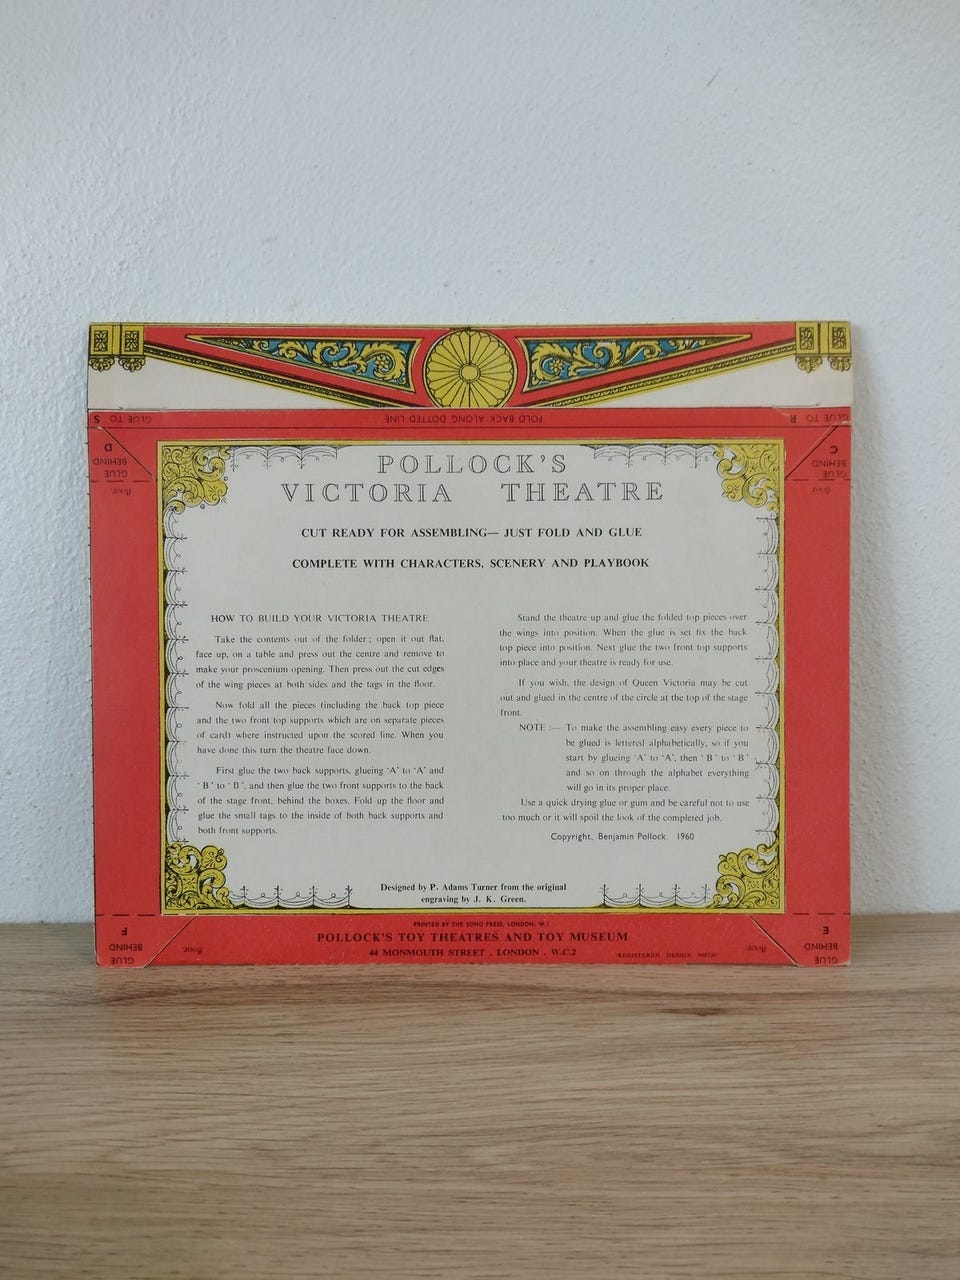 GLUE TO S
FOLD BACK ALONG DOTTED LINE
GLUE TO R
GLUE
BEHIND
D
floor.
GLUE
BEHIND
C
floor
POLLOCK'S
VICTORIA THEATRE
CUT READY FOR ASSEMBLING— JUST FOLD AND GLUE
COMPLETE WITH CHARACTERS, SCENERY AND PLAYBOOK
HOW TO BUILD YOUR VICTORIA THEATRE
Take the contents out of the folder ; open it out flat,
face up, on a table and press out the centre and remove to
make your proscenium opening. Then press out the cut edges
of the wing pieces at both sides and the tags in the floor.
Now fold all the pieces (including the back top piece
and the two front top supports which are on separate pieces
of card) where instructed upon the scored line. When you
have done this turn the theatre face down.
First glue the two back supports, glueing 'A' to 'A' and
'B' to 'B', and then glue the two front supports to the back
of the stage front, behind the boxes. Fold up the floor and
glue the small tags to the inside of both back supports and
both front supports.
Stand the theatre up and glue the folded top pieces over
the wings into position. When the glue is set fix the back
top piece into position. Next glue the two front top supports
into place and your theatre is ready for use.
If you wish, the design of Queen Victoria may be cut
out and glued in the centre of the circle at the top of the stage
front.
NOTE :— To make the assembling easy every piece to
be glued is lettered alphabetically, so if you
start by glueing 'A' to 'A', then 'B' to 'B'
and so on through the alphabet everything
will go in its proper place.
Use a quick drying glue or gum and be careful not to use
too much or it will spoil the look of the completed job.
Copyright, Benjamin Pollock, 1960
Designed by P. Adams Turner from the original
engraving by J. K. Green.
PRINTED BY THE SOHO PRESS, LONDON, W.1
POLLOCK'S TOY THEATRES AND TOY MUSEUM
44 MONMOUTH STREET , LONDON . W.C.2
"REGISTERED DESIGN
GLUE
BEHIND
F
floor.
GLUE
BEHIND
E
floor